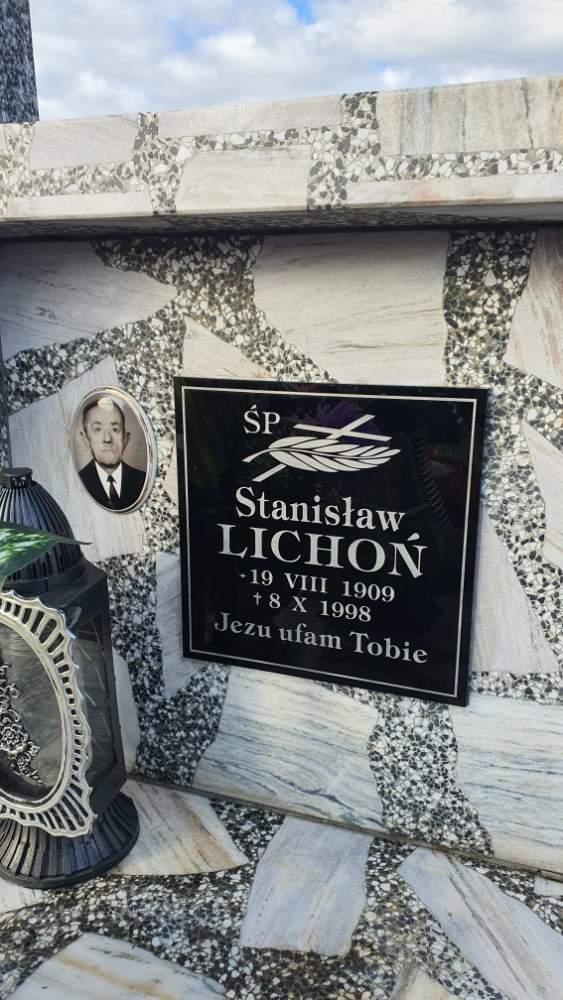 ŚP
Stanisław
LICHOŃ
* 19 VIII 1909
† 8 X 1998
Jezu ufam Tobie